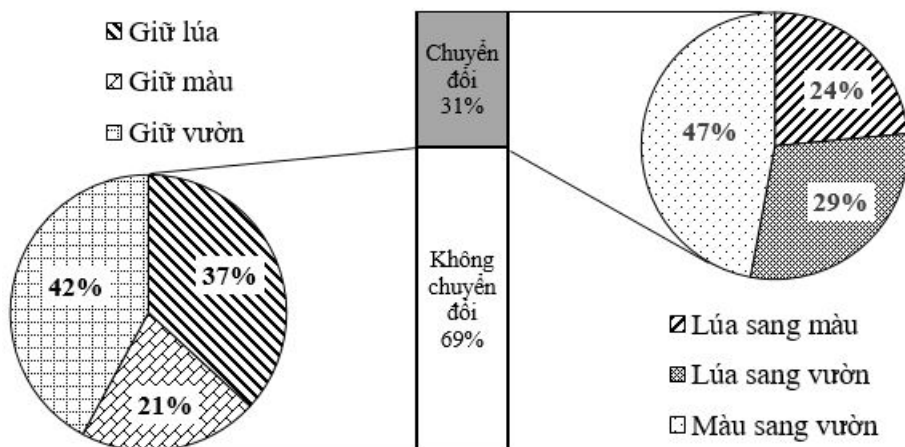 Giữ lúa
Giữ màu
Giữ vườn
42%
37%
21%
Chuyển
đổi
31%
Không
chuyển
đổi
69%
24%
47%
29%
Lúa sang màu
Lúa sang vườn
Màu sang vườn